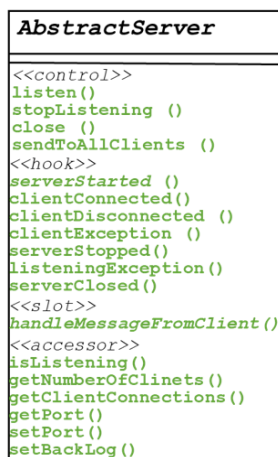 AbstractServer
<<control>>
listen()
stopListening ()
close ()
sendToAllClients ()
<<hook>>
serverStarted ()
clientConnected()
clientDisconnected ()
clientException ()
serverStopped()
listeningException()
serverClosed()
<<slot>>
handleMessageFromClient()
<<accessor>>
isListening()
getNumberOfClinets()
getClientConnections()
getPort()
setPort()
setBackLog()